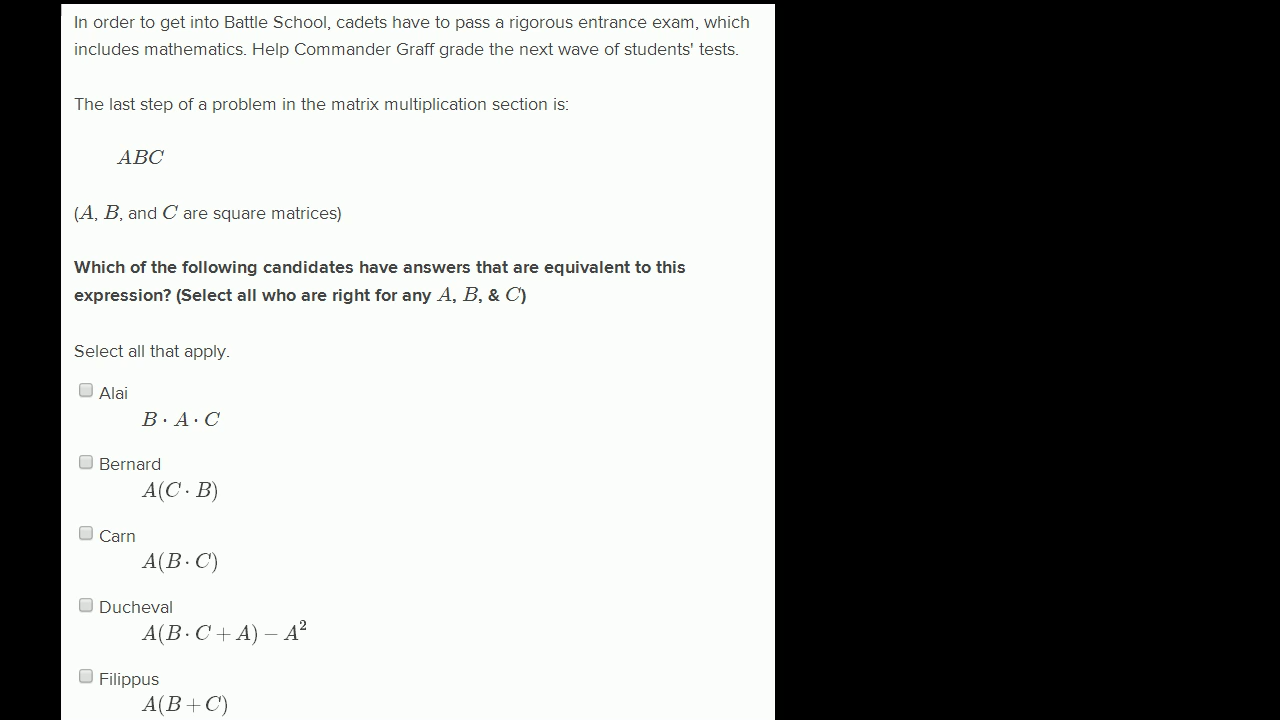 In order to get into Battle School, cadets have to pass a rigorous entrance exam, which
includes mathematics. Help Commander Graff grade the next wave of students' tests.
The last step of a problem in the matrix multiplication section is:
ABC
(A, B, and C are square matrices)
Which of the following candidates have answers that are equivalent to this
expression? (Select all who are right for any A, B, & C)
Select all that apply.
Alai
B · A · C
Bernard
A(C · B)
Carn
A(B · C)
Ducheval
A(B · C + A) − A²
Filippus
A(B + C)